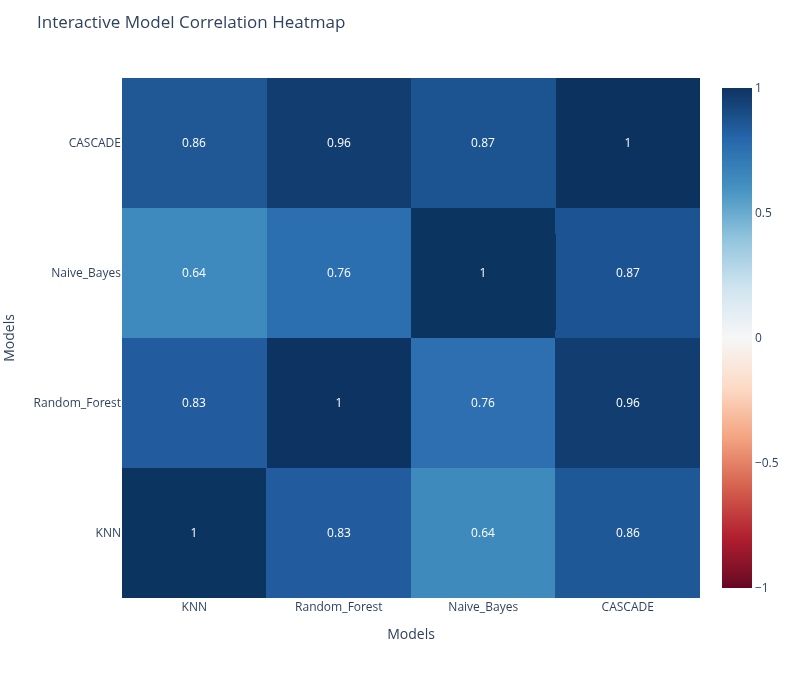 Interactive Model Correlation Heatmap
Models
CASCADE 0.86 0.96 0.87 1
Naive_Bayes 0.64 0.76 1 0.87
Random_Forest 0.83 1 0.76 0.96
KNN 1 0.83 0.64 0.86
KNN Random_Forest Naive_Bayes CASCADE
Models
1
0.5
0
−0.5
−1